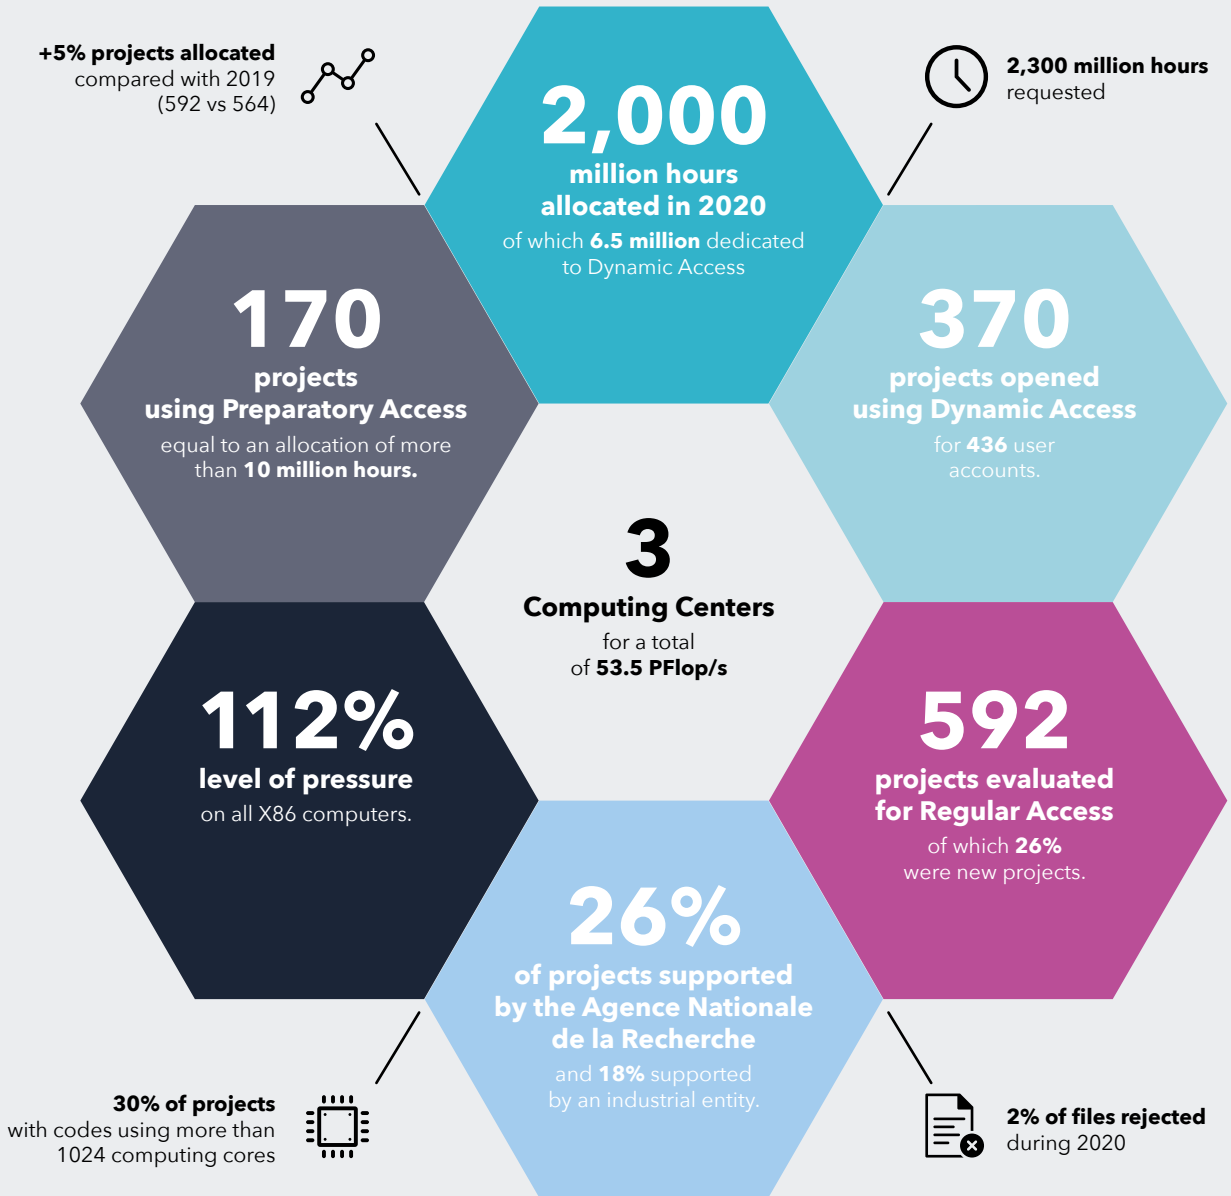 +5% projects allocated
compared with 2019
(592 vs 564)
2,000
million hours
allocated in 2020
of which 6.5 million dedicated
to Dynamic Access
2,300 million hours
requested
170
projects
using Preparatory Access
equal to an allocation of more
than 10 million hours.
370
projects opened
using Dynamic Access
for 436 user
accounts.
3
Computing Centers
for a total
of 53.5 PFlop/s
112%
level of pressure
on all X86 computers.
592
projects evaluated
for Regular Access
of which 26%
were new projects.
26%
of projects supported
by the Agence Nationale
de la Recherche
and 18% supported
by an industrial entity.
30% of projects
with codes using more than
1024 computing cores
2% of files rejected
during 2020